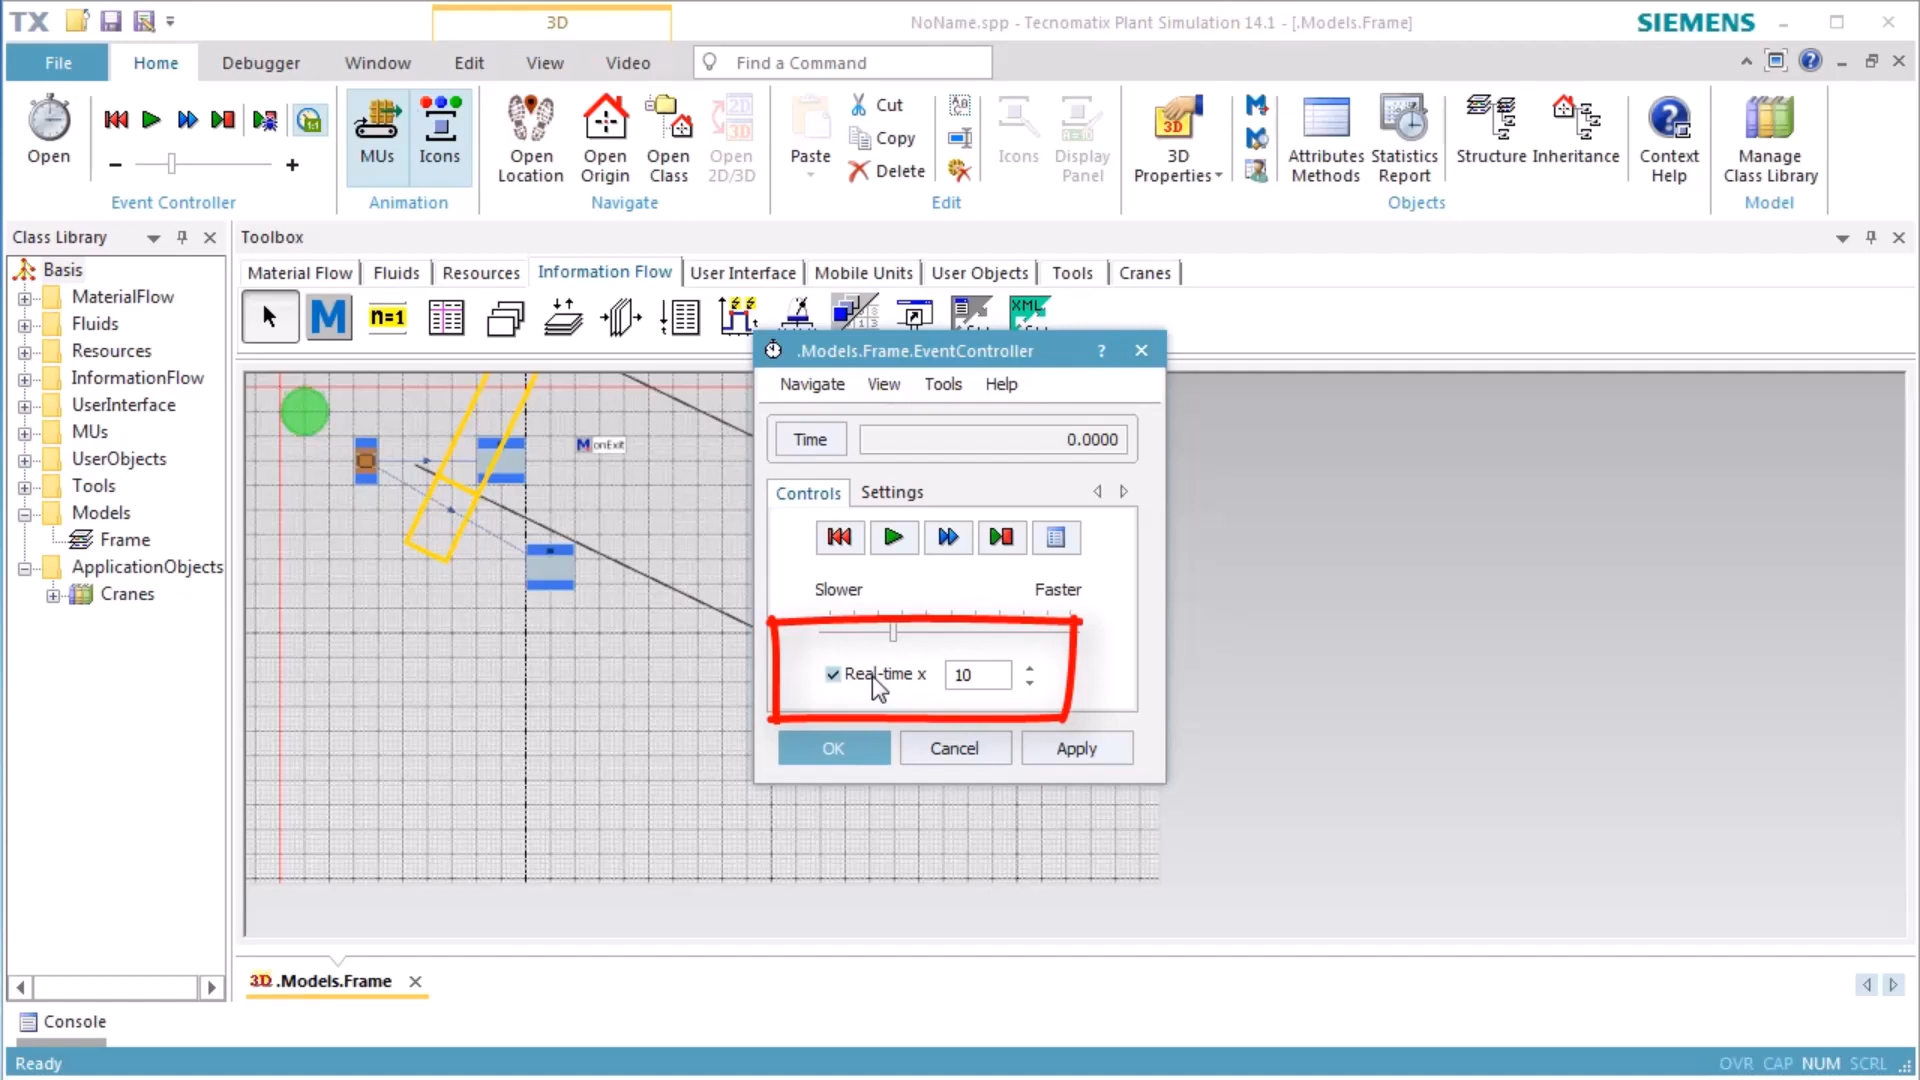 TX
3D
NoName.spp - Tecnomatix Plant Simulation 14.1 - [.Models.Frame]
SIEMENS
File
Home
Debugger
Window
Edit
View
Video
Find a Command
Open
MUs
Icons
Open Location
Open Origin
Open Class
Open 2D/3D
Paste
Cut
Copy
Delete
Icons
Display Panel
3D Properties
Attributes Methods
Statistics Report
Structure
Inheritance
Context Help
Manage Class Library
Event Controller
Animation
Navigate
Edit
Objects
Model
Class Library
Toolbox
Basis
MaterialFlow
Fluids
Resources
InformationFlow
UserInterface
MUs
UserObjects
Tools
Models
Frame
ApplicationObjects
Cranes
Material Flow
Fluids
Resources
Information Flow
User Interface
Mobile Units
User Objects
Tools
Cranes
M
n=1
XML
M onExit
.Models.Frame.EventController
?
Navigate
View
Tools
Help
Time
0.0000
Controls
Settings
Slower
Faster
Real-time x
10
OK
Cancel
Apply
3D .Models.Frame
Console
Ready
OVR CAP NUM SCRL